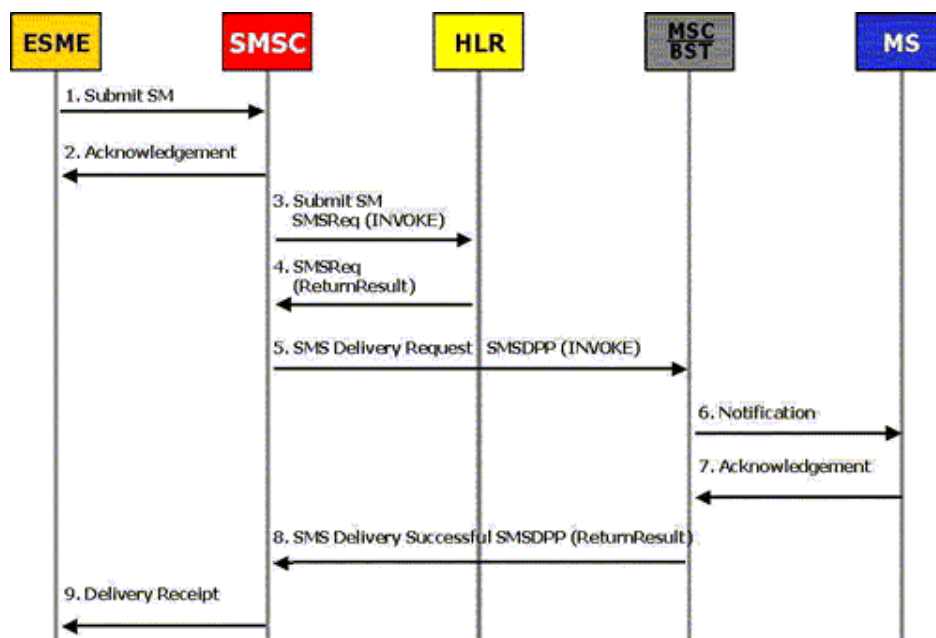 ESME
SMSC
HLR
MSC
BST
MS
1. Submit SM
2. Acknowledgement
3. Submit SM
SMSReq (INVOKE)
4. SMSReq
(ReturnResult)
5. SMS Delivery Request SMSDPP (INVOKE)
6. Notification
7. Acknowledgement
8. SMS Delivery Successful SMSDPP (ReturnResult)
9. Delivery Receipt